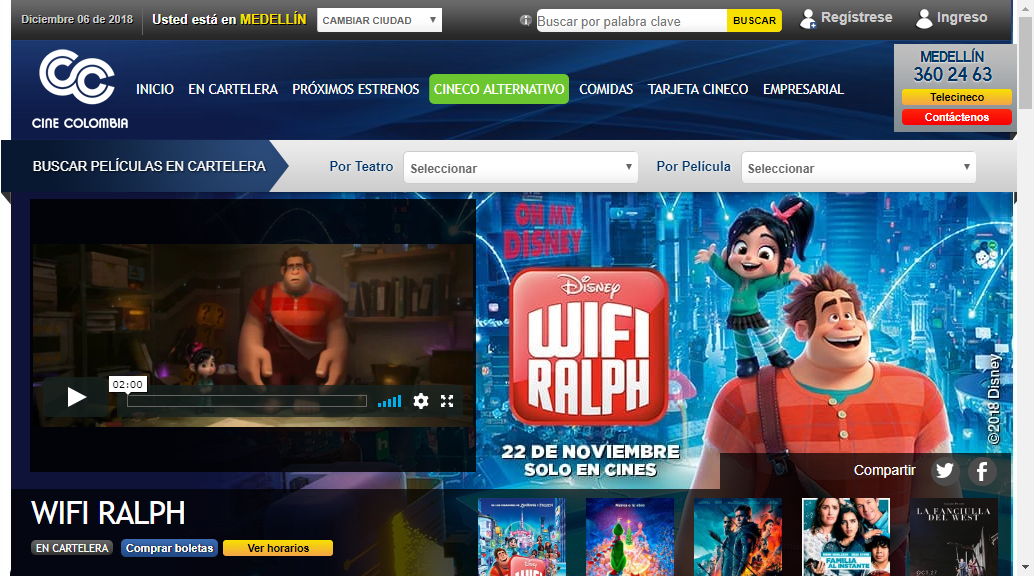 Diciembre 06 de 2018
Usted está en MEDELLÍN
CAMBIAR CIUDAD
Buscar por palabra clave
BUSCAR
Regístrese
Ingreso
CINE COLOMBIA
INICIO
EN CARTELERA
PRÓXIMOS ESTRENOS
CINECO ALTERNATIVO
COMIDAS
TARJETA CINECO
EMPRESARIAL
MEDELLÍN
360 24 63
Telecineco
Contáctenos
BUSCAR PELÍCULAS EN CARTELERA
Por Teatro
Seleccionar
Por Película
Seleccionar
OH MY
DISNEY
Disney
WIFI
RALPH
22 DE NOVIEMBRE
SOLO EN CINES
©2018 Disney
02:00
Compartir
WIFI RALPH
EN CARTELERA
Comprar boletas
Ver horarios
FAMILIA
AL INSTANTE
LA FANCIULLA
DEL WEST
OCT.27